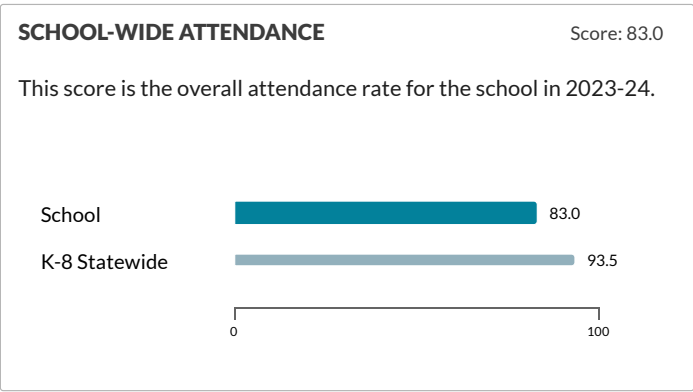 SCHOOL-WIDE ATTENDANCE Score: 83.0
This score is the overall attendance rate for the school in 2023-24.
School 83.0
K-8 Statewide 93.5
0 100